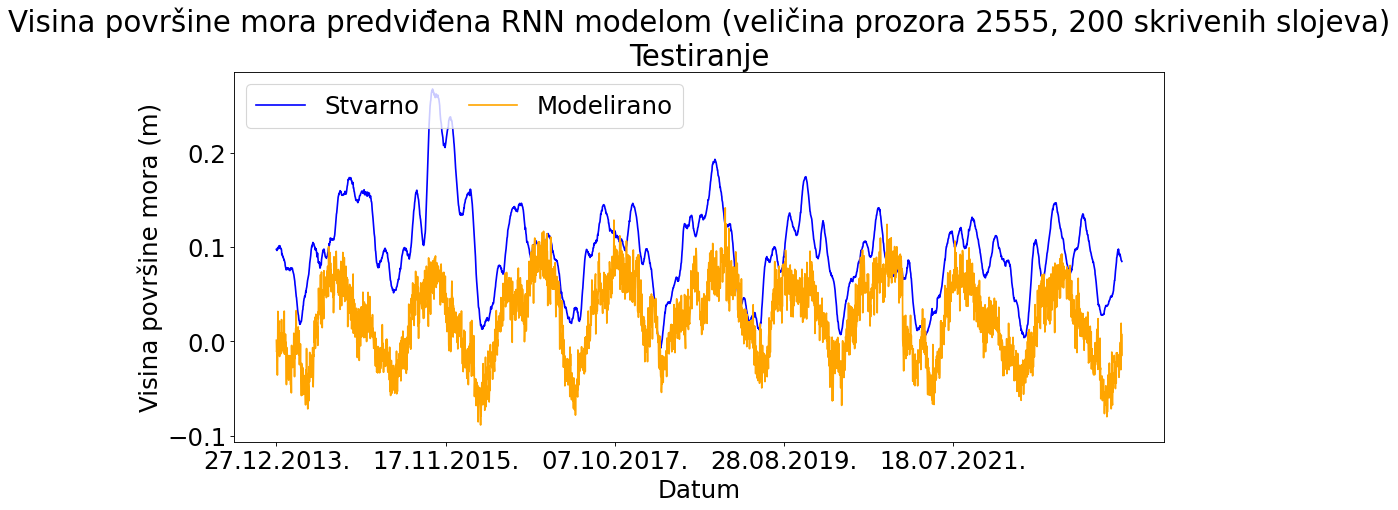 Visina površine mora predviđena RNN modelom (veličina prozora 2555, 200 skrivenih slojeva)
Testiranje
Stvarno Modelirano
Visina površine mora (m)
0.2
0.1
0.0
−0.1
27.12.2013. 17.11.2015. 07.10.2017. 28.08.2019. 18.07.2021.
Datum